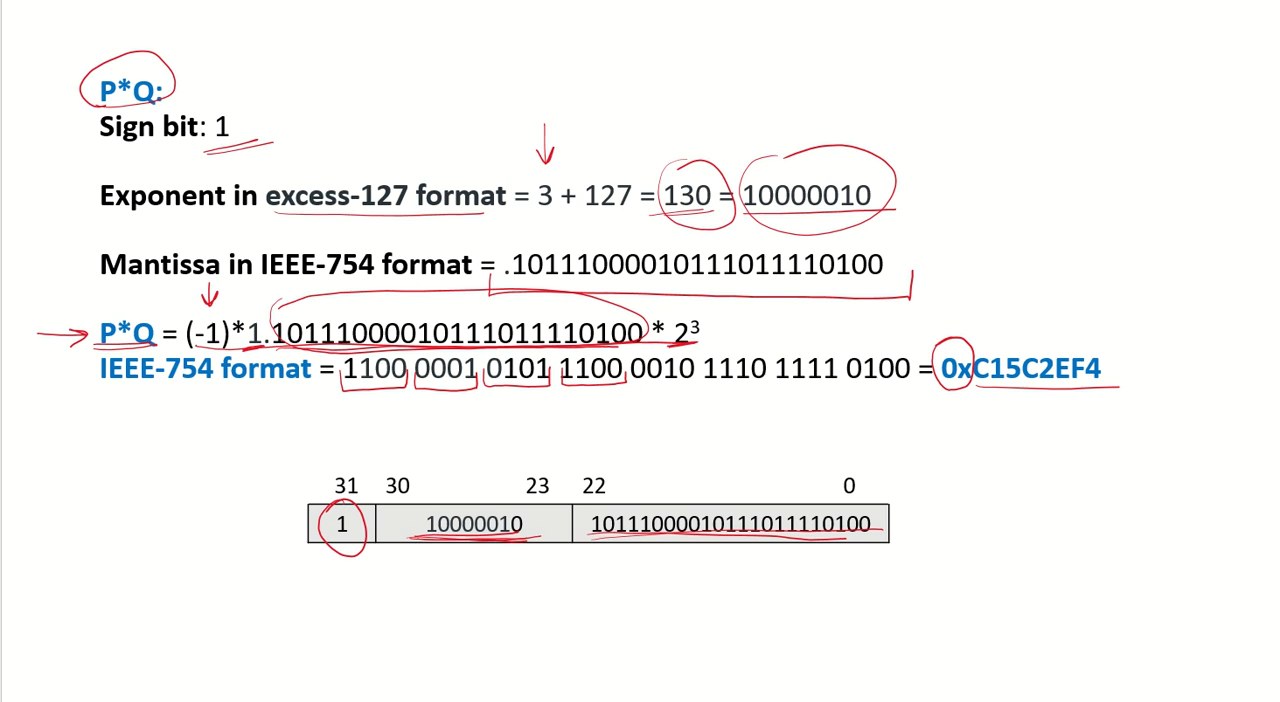 P*Q:
Sign bit: 1
Exponent in excess-127 format = 3 + 127 = 130 = 10000010
Mantissa in IEEE-754 format = .10111000010111011110100
P*Q = (-1)*1.10111000010111011110100 * 2³
IEEE-754 format = 1100 0001 0101 1100 0010 1110 1111 0100 = 0xC15C2EF4
31 30 23 22 0
1 10000010 10111000010111011110100